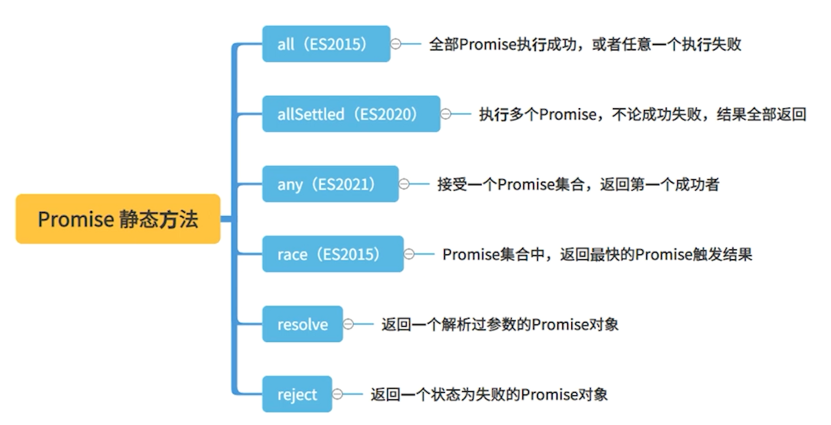 all（ES2015）
全部Promise执行成功，或者任意一个执行失败
allSettled（ES2020）
执行多个Promise，不论成功失败，结果全部返回
any（ES2021）
接受一个Promise集合，返回第一个成功者
Promise 静态方法
race（ES2015）
Promise集合中，返回最快的Promise触发结果
resolve
返回一个解析过参数的Promise对象
reject
返回一个状态为失败的Promise对象